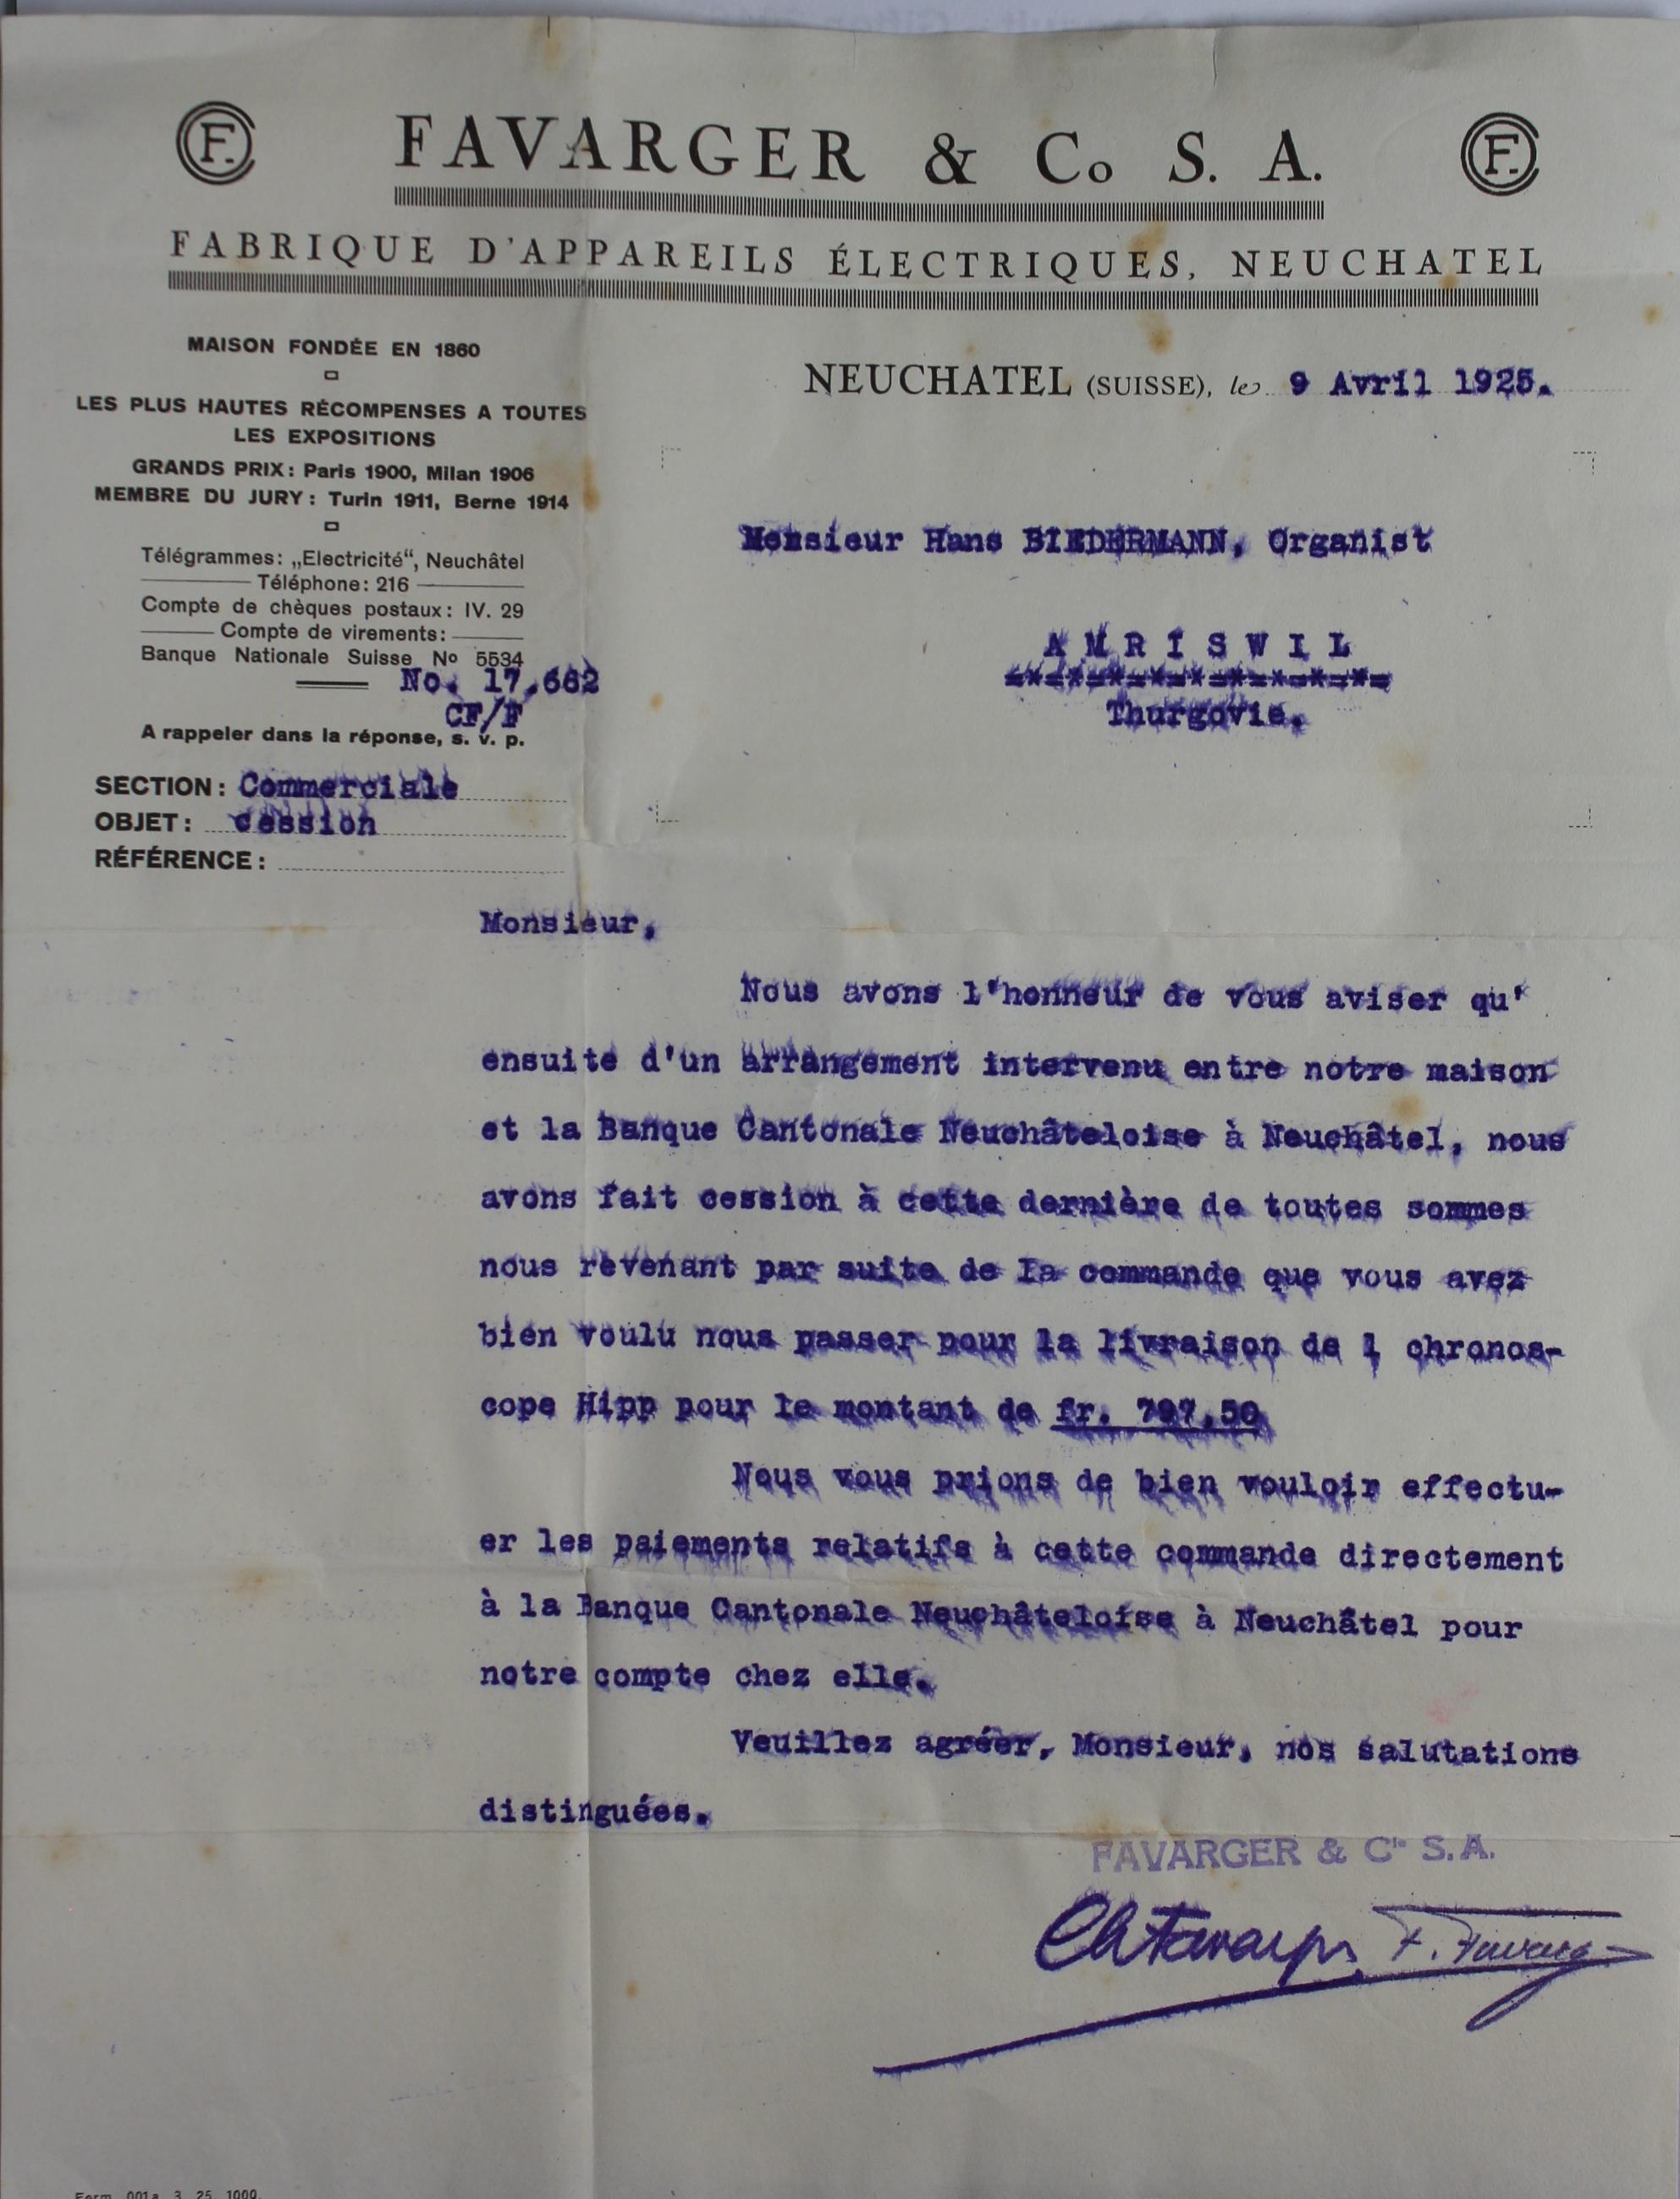 F.
FAVARGER & Co S. A.
F.
FABRIQUE D'APPAREILS ÉLECTRIQUES, NEUCHATEL
MAISON FONDÉE EN 1860
LES PLUS HAUTES RÉCOMPENSES A TOUTES
LES EXPOSITIONS
GRANDS PRIX: Paris 1900, Milan 1906
MEMBRE DU JURY: Turin 1911, Berne 1914
Télégrammes: „Electricité“, Neuchâtel
Téléphone: 216
Compte de chèques postaux: IV. 29
Compte de virements:
Banque Nationale Suisse No 5534
No. 17.662
CF/F
A rappeler dans la réponse, s. v. p.
SECTION: Commerciale
OBJET: cession
RÉFÉRENCE:
NEUCHATEL (SUISSE), le 9 Avril 1925.
Monsieur Hans BIEDERMANN, Organist
AMRISWIL
=*=*=*=*=*=*=*=*=*=
Thurgovie.
Monsieur,
Nous avons l'honneur de vous aviser qu'
ensuite d'un arrangement intervenu entre notre maison
et la Banque Cantonale Neuchâteloise à Neuchâtel, nous
avons fait cession à cette dernière de toutes sommes
nous revenant par suite de la commande que vous avez
bien voulu nous passer pour la livraison de 1 chronos-
cope Hipp pour le montant de fr. 797,50
Nous vous prions de bien vouloir effectu-
er les paiements relatifs à cette commande directement
à la Banque Cantonale Neuchâteloise à Neuchâtel pour
notre compte chez elle.
Veuillez agréer, Monsieur, nos salutations
distinguées.
FAVARGER & Cie S.A.
F. Favarger
Form. 001a. 3. 25. 1000.